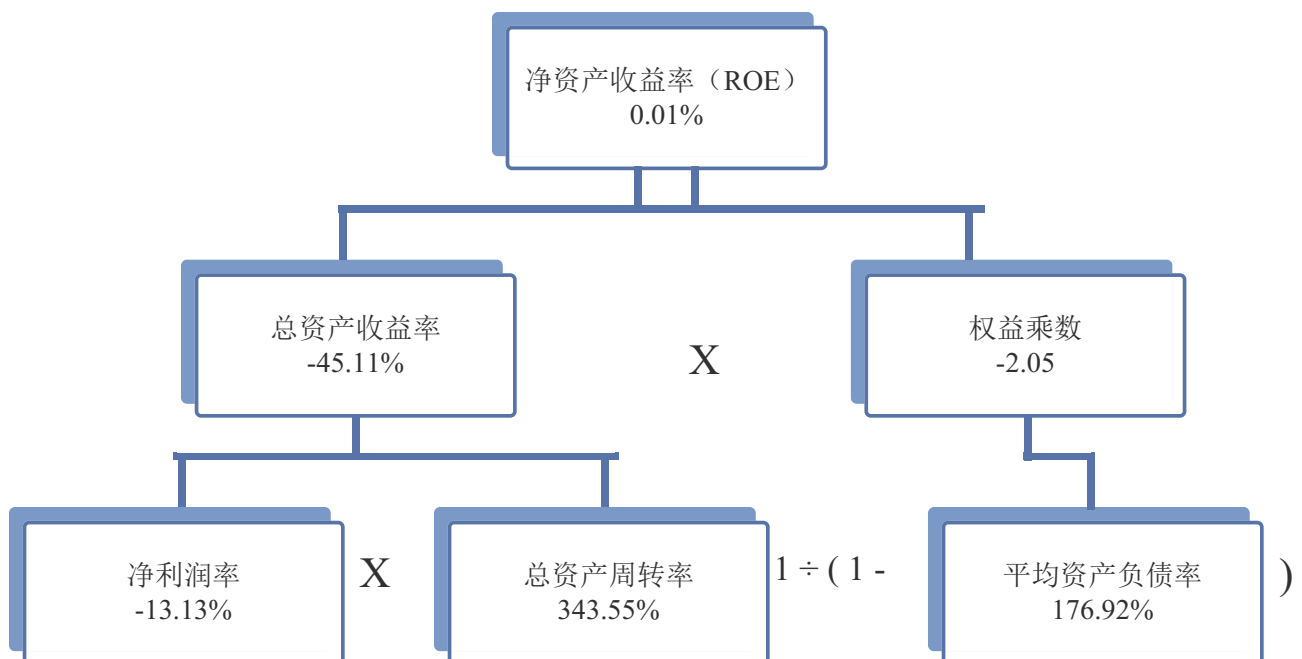 净资产收益率（ROE）
0.01%
总资产收益率
-45.11%
X
权益乘数
-2.05
净利润率
-13.13%
X
总资产周转率
343.55%
1 ÷ ( 1 -
平均资产负债率
176.92%
)